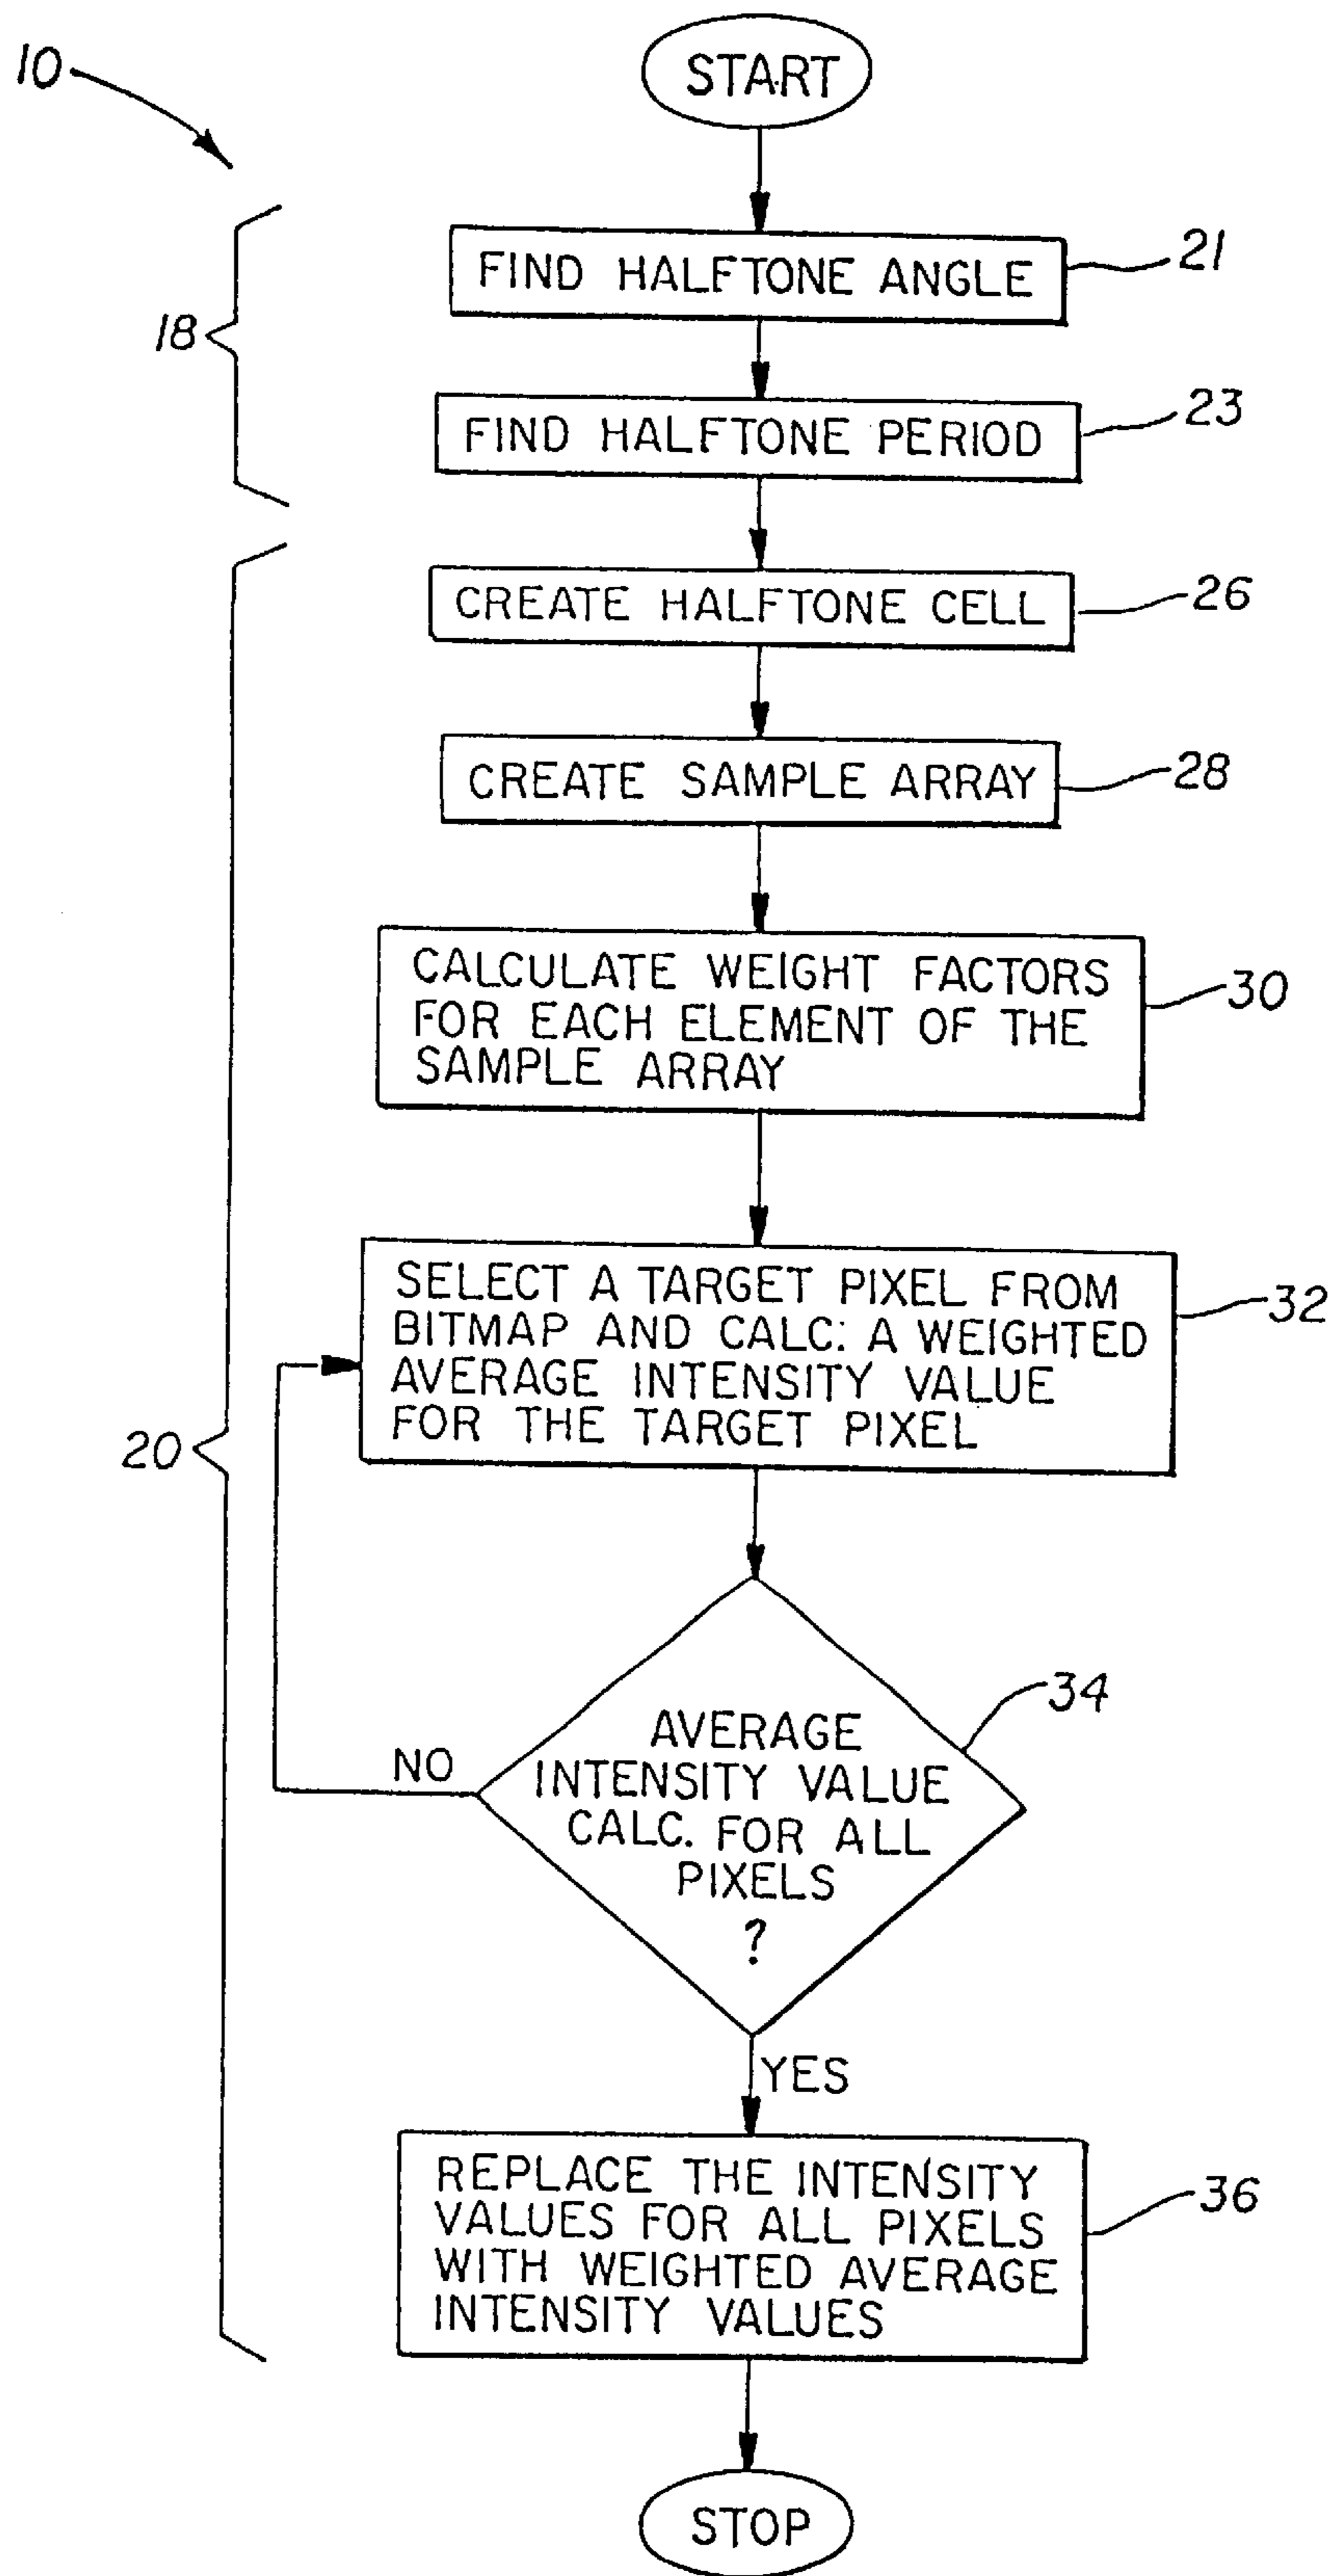 10
START
FIND HALFTONE ANGLE
21
18
FIND HALFTONE PERIOD
23
CREATE HALFTONE CELL
26
CREATE SAMPLE ARRAY
28
CALCULATE WEIGHT FACTORS
FOR EACH ELEMENT OF THE
SAMPLE ARRAY
30
SELECT A TARGET PIXEL FROM
BITMAP AND CALC. A WEIGHTED
AVERAGE INTENSITY VALUE
FOR THE TARGET PIXEL
32
20
34
AVERAGE
INTENSITY VALUE
CALC. FOR ALL
PIXELS
?
NO
YES
REPLACE THE INTENSITY
VALUES FOR ALL PIXELS
WITH WEIGHTED AVERAGE
INTENSITY VALUES
36
STOP